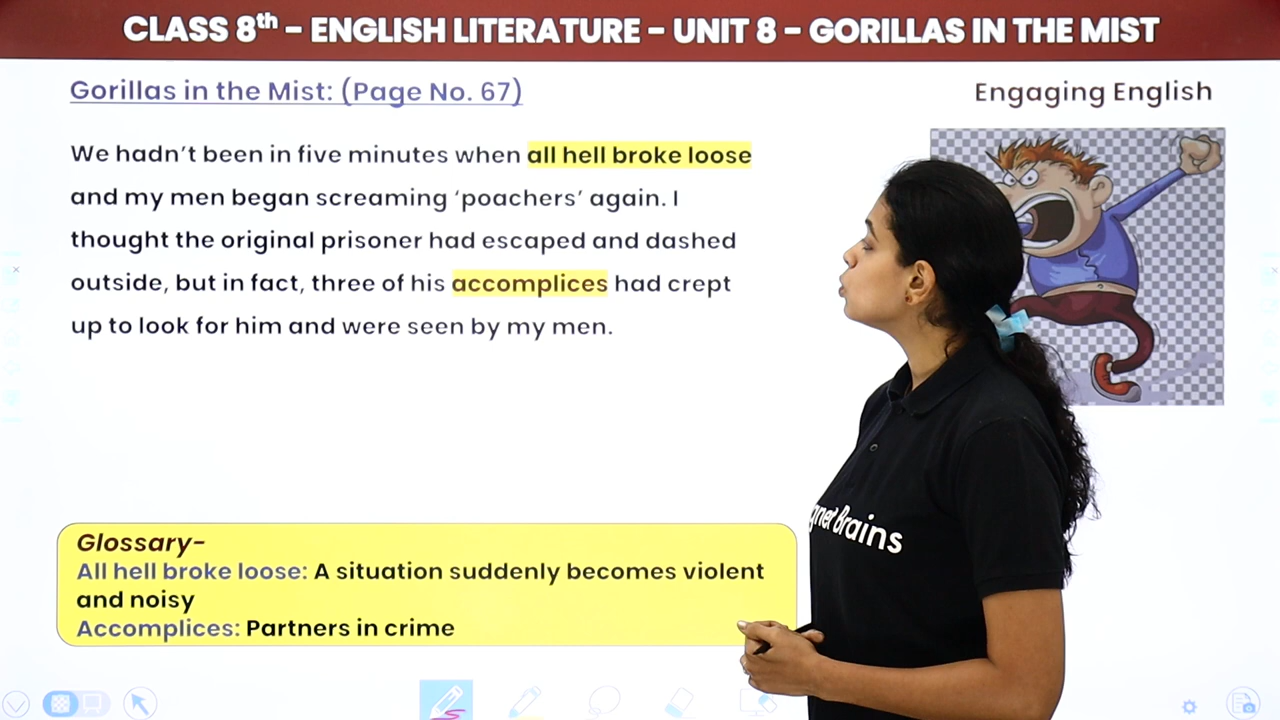 CLASS 8th – ENGLISH LITERATURE – UNIT 8 – GORILLAS IN THE MIST
Gorillas in the Mist: (Page No. 67)
Engaging English
We hadn't been in five minutes when all hell broke loose
and my men began screaming 'poachers' again. I
thought the original prisoner had escaped and dashed
outside, but in fact, three of his accomplices had crept
up to look for him and were seen by my men.
Glossary-
All hell broke loose: A situation suddenly becomes violent
and noisy
Accomplices: Partners in crime
Brains